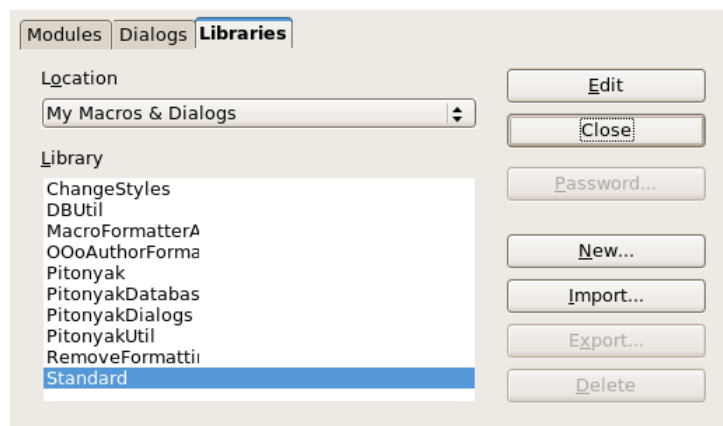 Modules Dialogs Libraries
Location
My Macros & Dialogs
Library
ChangeStyles
DBUtil
MacroFormatterA
OOoAuthorForma
Pitonyak
PitonyakDatabas
PitonyakDialogs
PitonyakUtil
RemoveFormatti
Standard
Edit
Close
Password...
New...
Import...
Export...
Delete